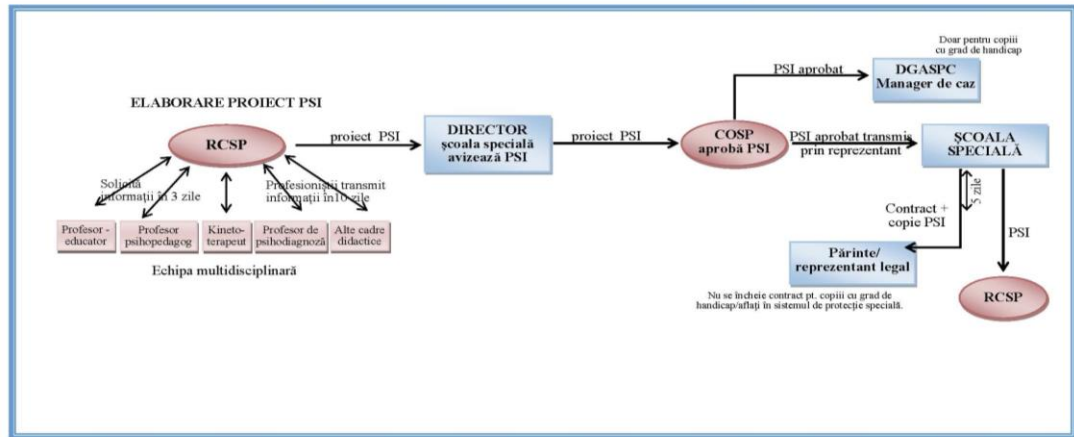 ELABORARE PROIECT PSI
RCSP
Solicită
informații în 3 zile
Profesioniștii transmit
informații în10 zile
Profesor -
educator
Profesor
psihopedagog
Kineto-
terapeut
Profesor de
psihodiagnoză
Alte cadre
didactice
Echipa multidisciplinară
proiect PSI
DIRECTOR
școala specială
avizează PSI
proiect PSI
COSP
aprobă PSI
PSI aprobat
Doar pentru copiii
cu grad de handicap
DGASPC
Manager de caz
PSI aprobat transmis
prin reprezentant
ȘCOALA
SPECIALĂ
5 zile
Contract +
copie PSI
PSI
Părinte/
reprezentant legal
Nu se încheie contract pt. copiii cu grad de
handicap/aflați în sistemul de protecție specială.
RCSP